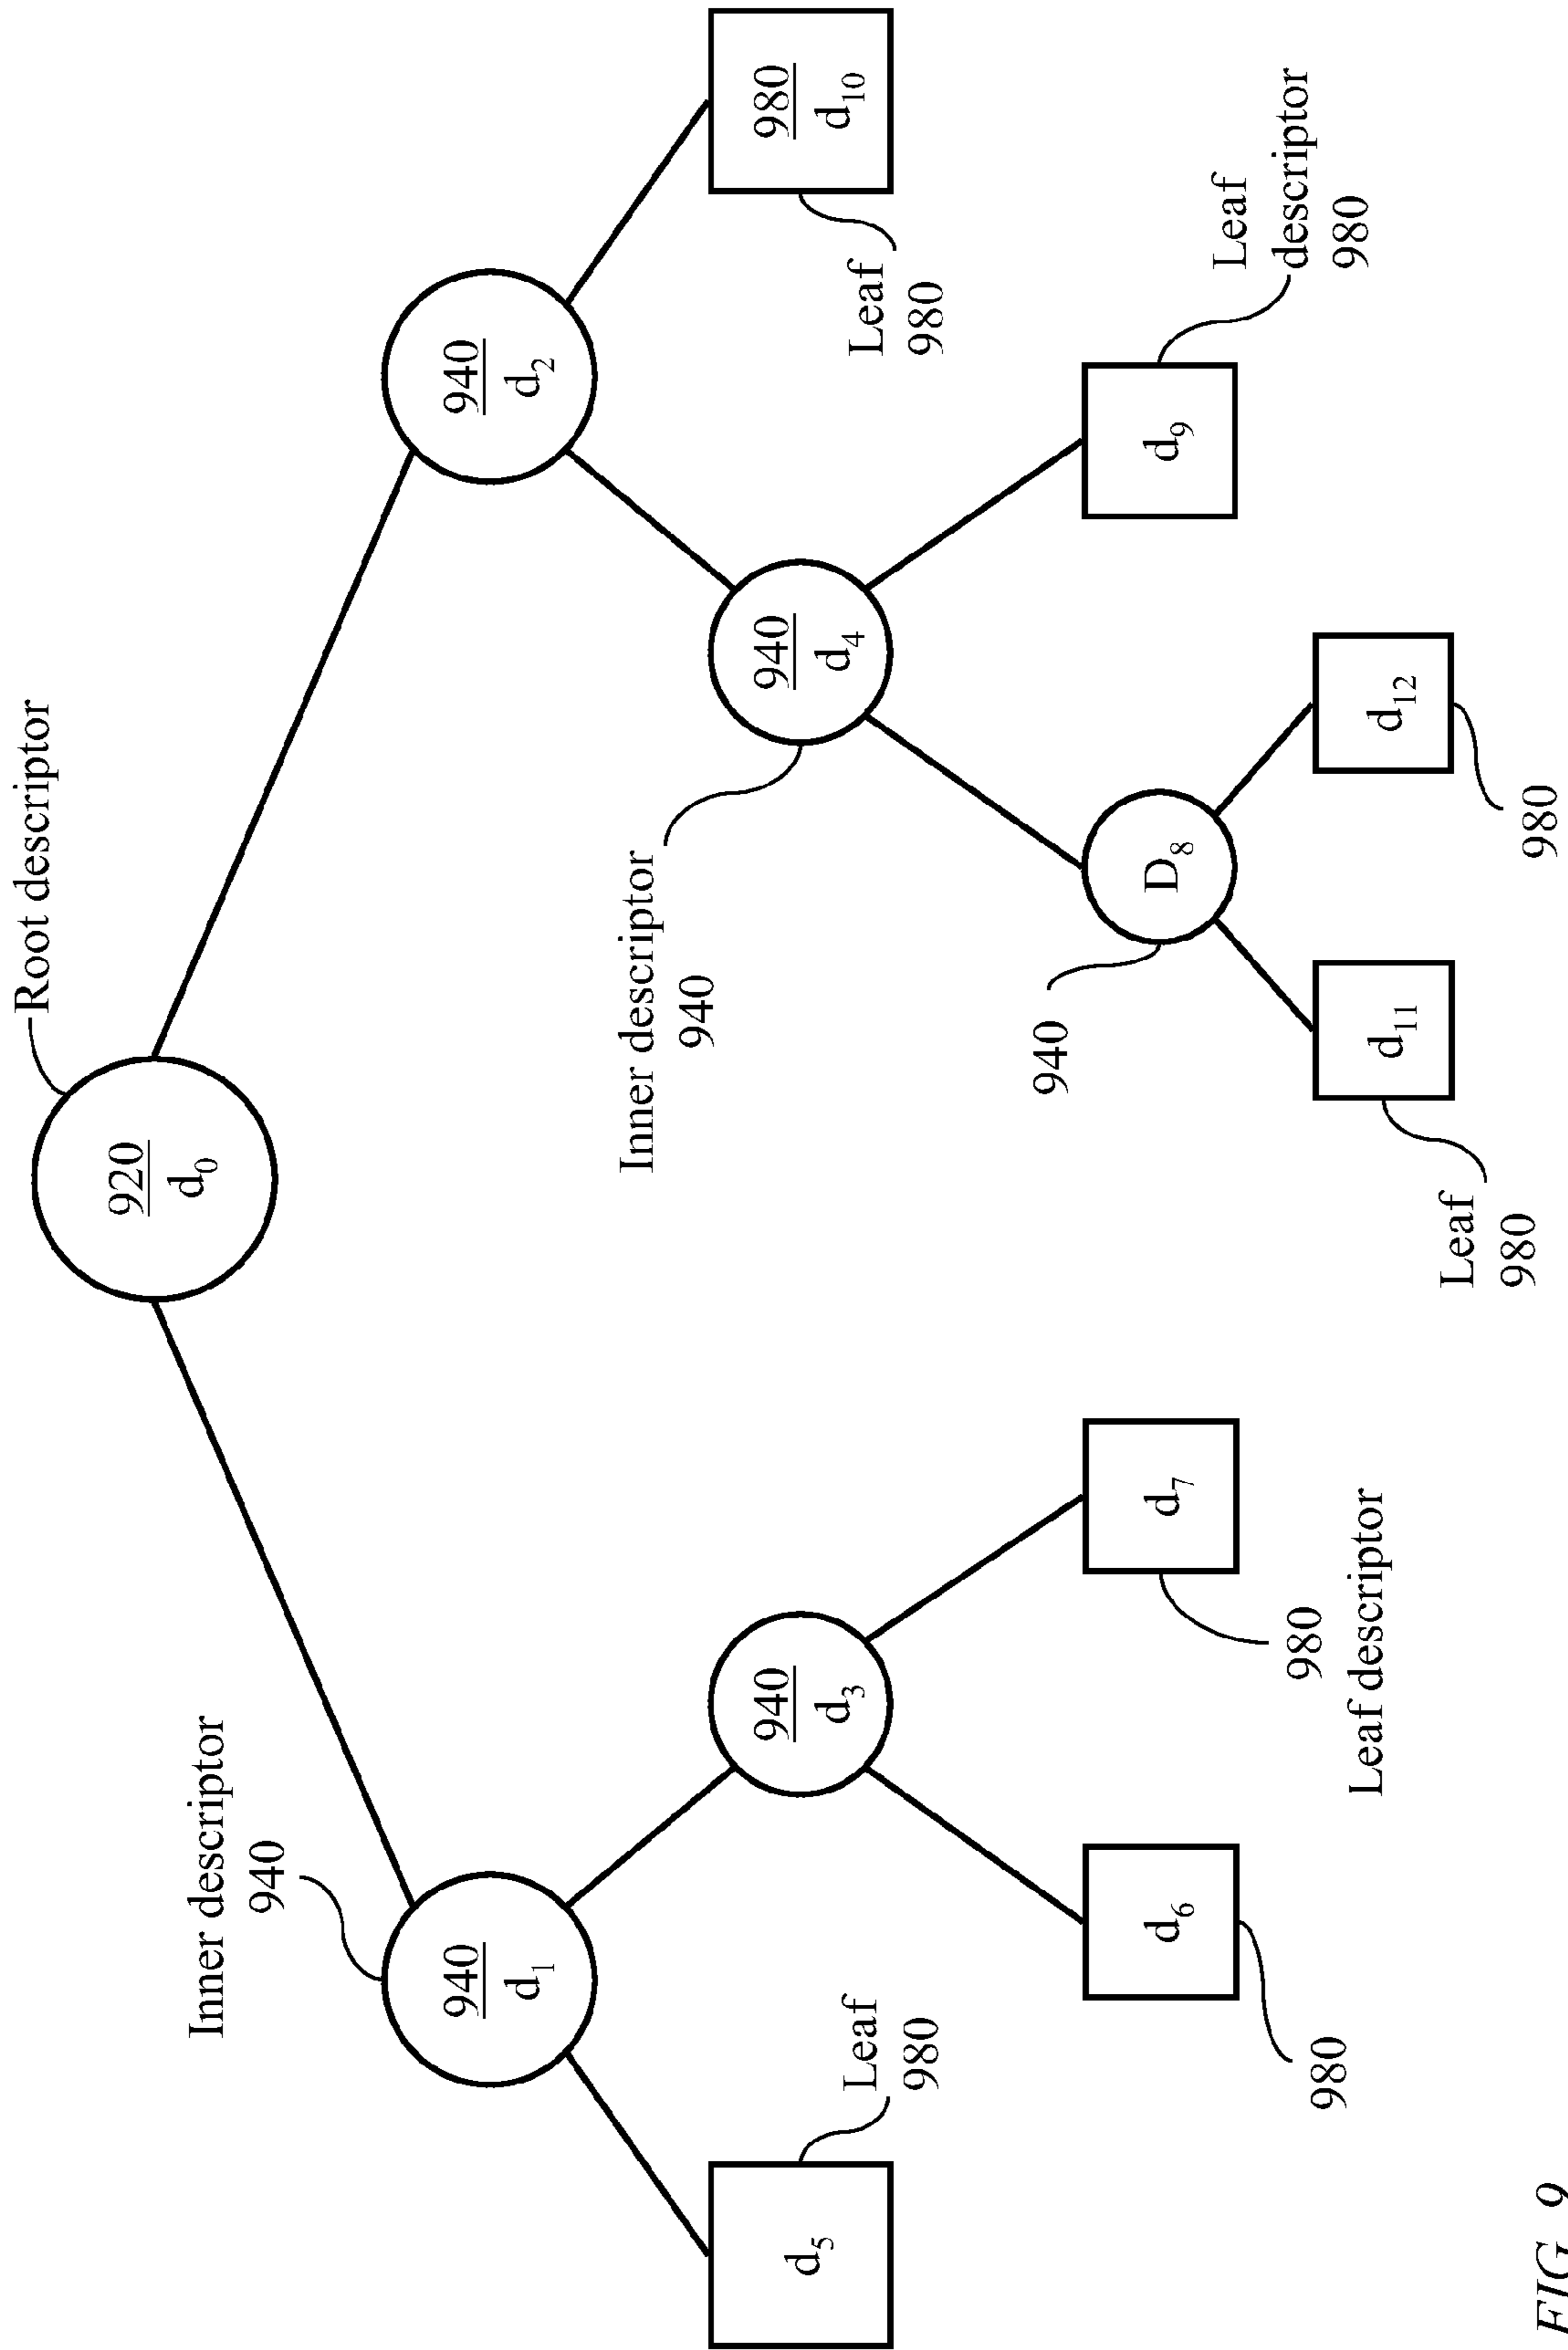 Root descriptor
920
d0
Inner descriptor
940
940
d1
940
d2
Leaf
980
d5
940
d3
Inner descriptor
940
940
d4
980
d10
Leaf
980
980
d6
d7
980
Leaf descriptor
940
D8
d9
Leaf
descriptor
980
Leaf
980
d11
d12
980
FIG. 9